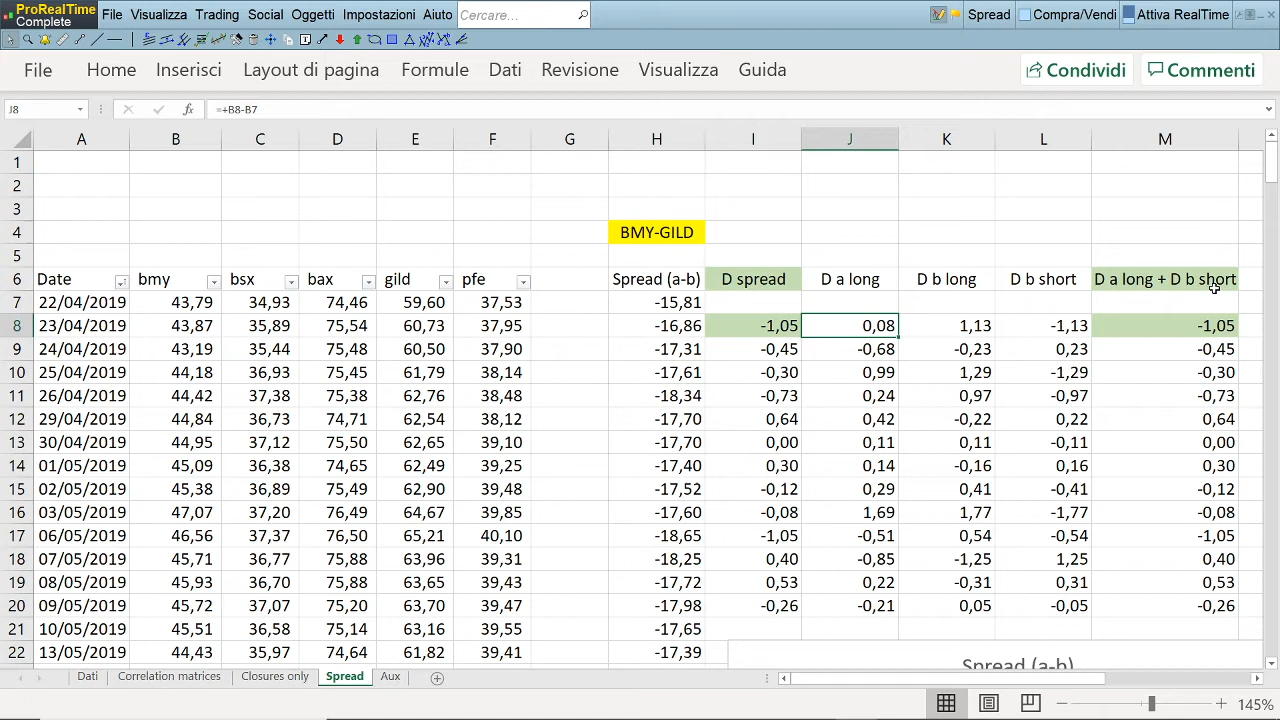 ProRealTime File Visualizza Trading Social Oggetti Impostazioni Aiuto Cercare... Spread Compra/Vendi Attiva RealTime
Complete
File Home Inserisci Layout di pagina Formule Dati Revisione Visualizza Guida Condividi Commenti
J8 fx =+B8-B7
A B C D E F G H I J K L M
1
2
3
4 BMY-GILD
5
6 Date bmy bsx bax gild pfe Spread (a-b) D spread D a long D b long D b short D a long + D b short
7 22/04/2019 43,79 34,93 74,46 59,60 37,53 -15,81
8 23/04/2019 43,87 35,89 75,54 60,73 37,95 -16,86 -1,05 0,08 1,13 -1,13 -1,05
9 24/04/2019 43,19 35,44 75,48 60,50 37,90 -17,31 -0,45 -0,68 -0,23 0,23 -0,45
10 25/04/2019 44,18 36,93 75,45 61,79 38,14 -17,61 -0,30 0,99 1,29 -1,29 -0,30
11 26/04/2019 44,42 37,38 75,38 62,76 38,48 -18,34 -0,73 0,24 0,97 -0,97 -0,73
12 29/04/2019 44,84 36,73 74,71 62,54 38,12 -17,70 0,64 0,42 -0,22 0,22 0,64
13 30/04/2019 44,95 37,12 75,50 62,65 39,10 -17,70 0,00 0,11 0,11 -0,11 0,00
14 01/05/2019 45,09 36,38 74,65 62,49 39,25 -17,40 0,30 0,14 -0,16 0,16 0,30
15 02/05/2019 45,38 36,89 75,49 62,90 39,48 -17,52 -0,12 0,29 0,41 -0,41 -0,12
16 03/05/2019 47,07 37,20 76,49 64,67 39,85 -17,60 -0,08 1,69 1,77 -1,77 -0,08
17 06/05/2019 46,56 37,37 76,50 65,21 40,10 -18,65 -1,05 -0,51 0,54 -0,54 -1,05
18 07/05/2019 45,71 36,77 75,88 63,96 39,31 -18,25 0,40 -0,85 -1,25 1,25 0,40
19 08/05/2019 45,93 36,70 75,88 63,65 39,43 -17,72 0,53 0,22 -0,31 0,31 0,53
20 09/05/2019 45,72 37,07 75,20 63,70 39,47 -17,98 -0,26 -0,21 0,05 -0,05 -0,26
21 10/05/2019 45,51 36,58 75,14 63,16 39,55 -17,65
22 13/05/2019 44,43 35,97 74,64 61,82 39,41 -17,39
Spread (a-b)
Dati Correlation matrices Closures only Spread Aux
145%